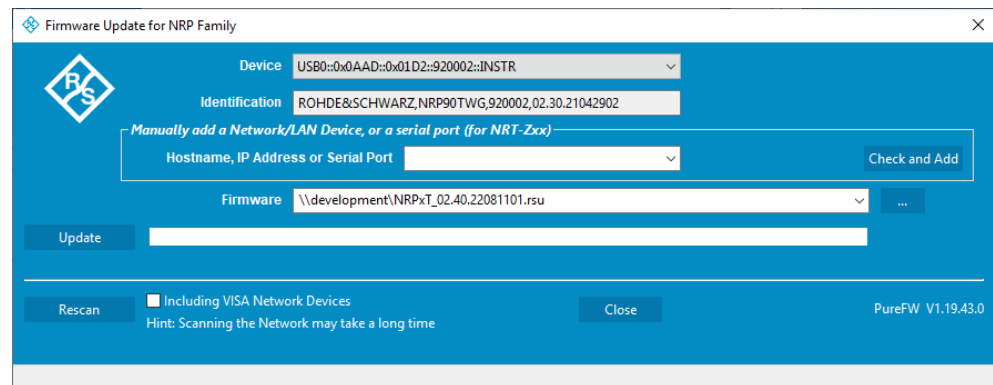 Firmware Update for NRP Family
R S
Device USB0::0x0AAD::0x01D2::920002::INSTR
Identification ROHDE&SCHWARZ,NRP90TWG,920002,02.30.21042902
Manually add a Network/LAN Device, or a serial port (for NRT-Zxx)
Hostname, IP Address or Serial Port Check and Add
Firmware \\development\NRPxT_02.40.22081101.rsu ...
Update
Rescan Including VISA Network Devices Close PureFW V1.19.43.0
Hint: Scanning the Network may take a long time